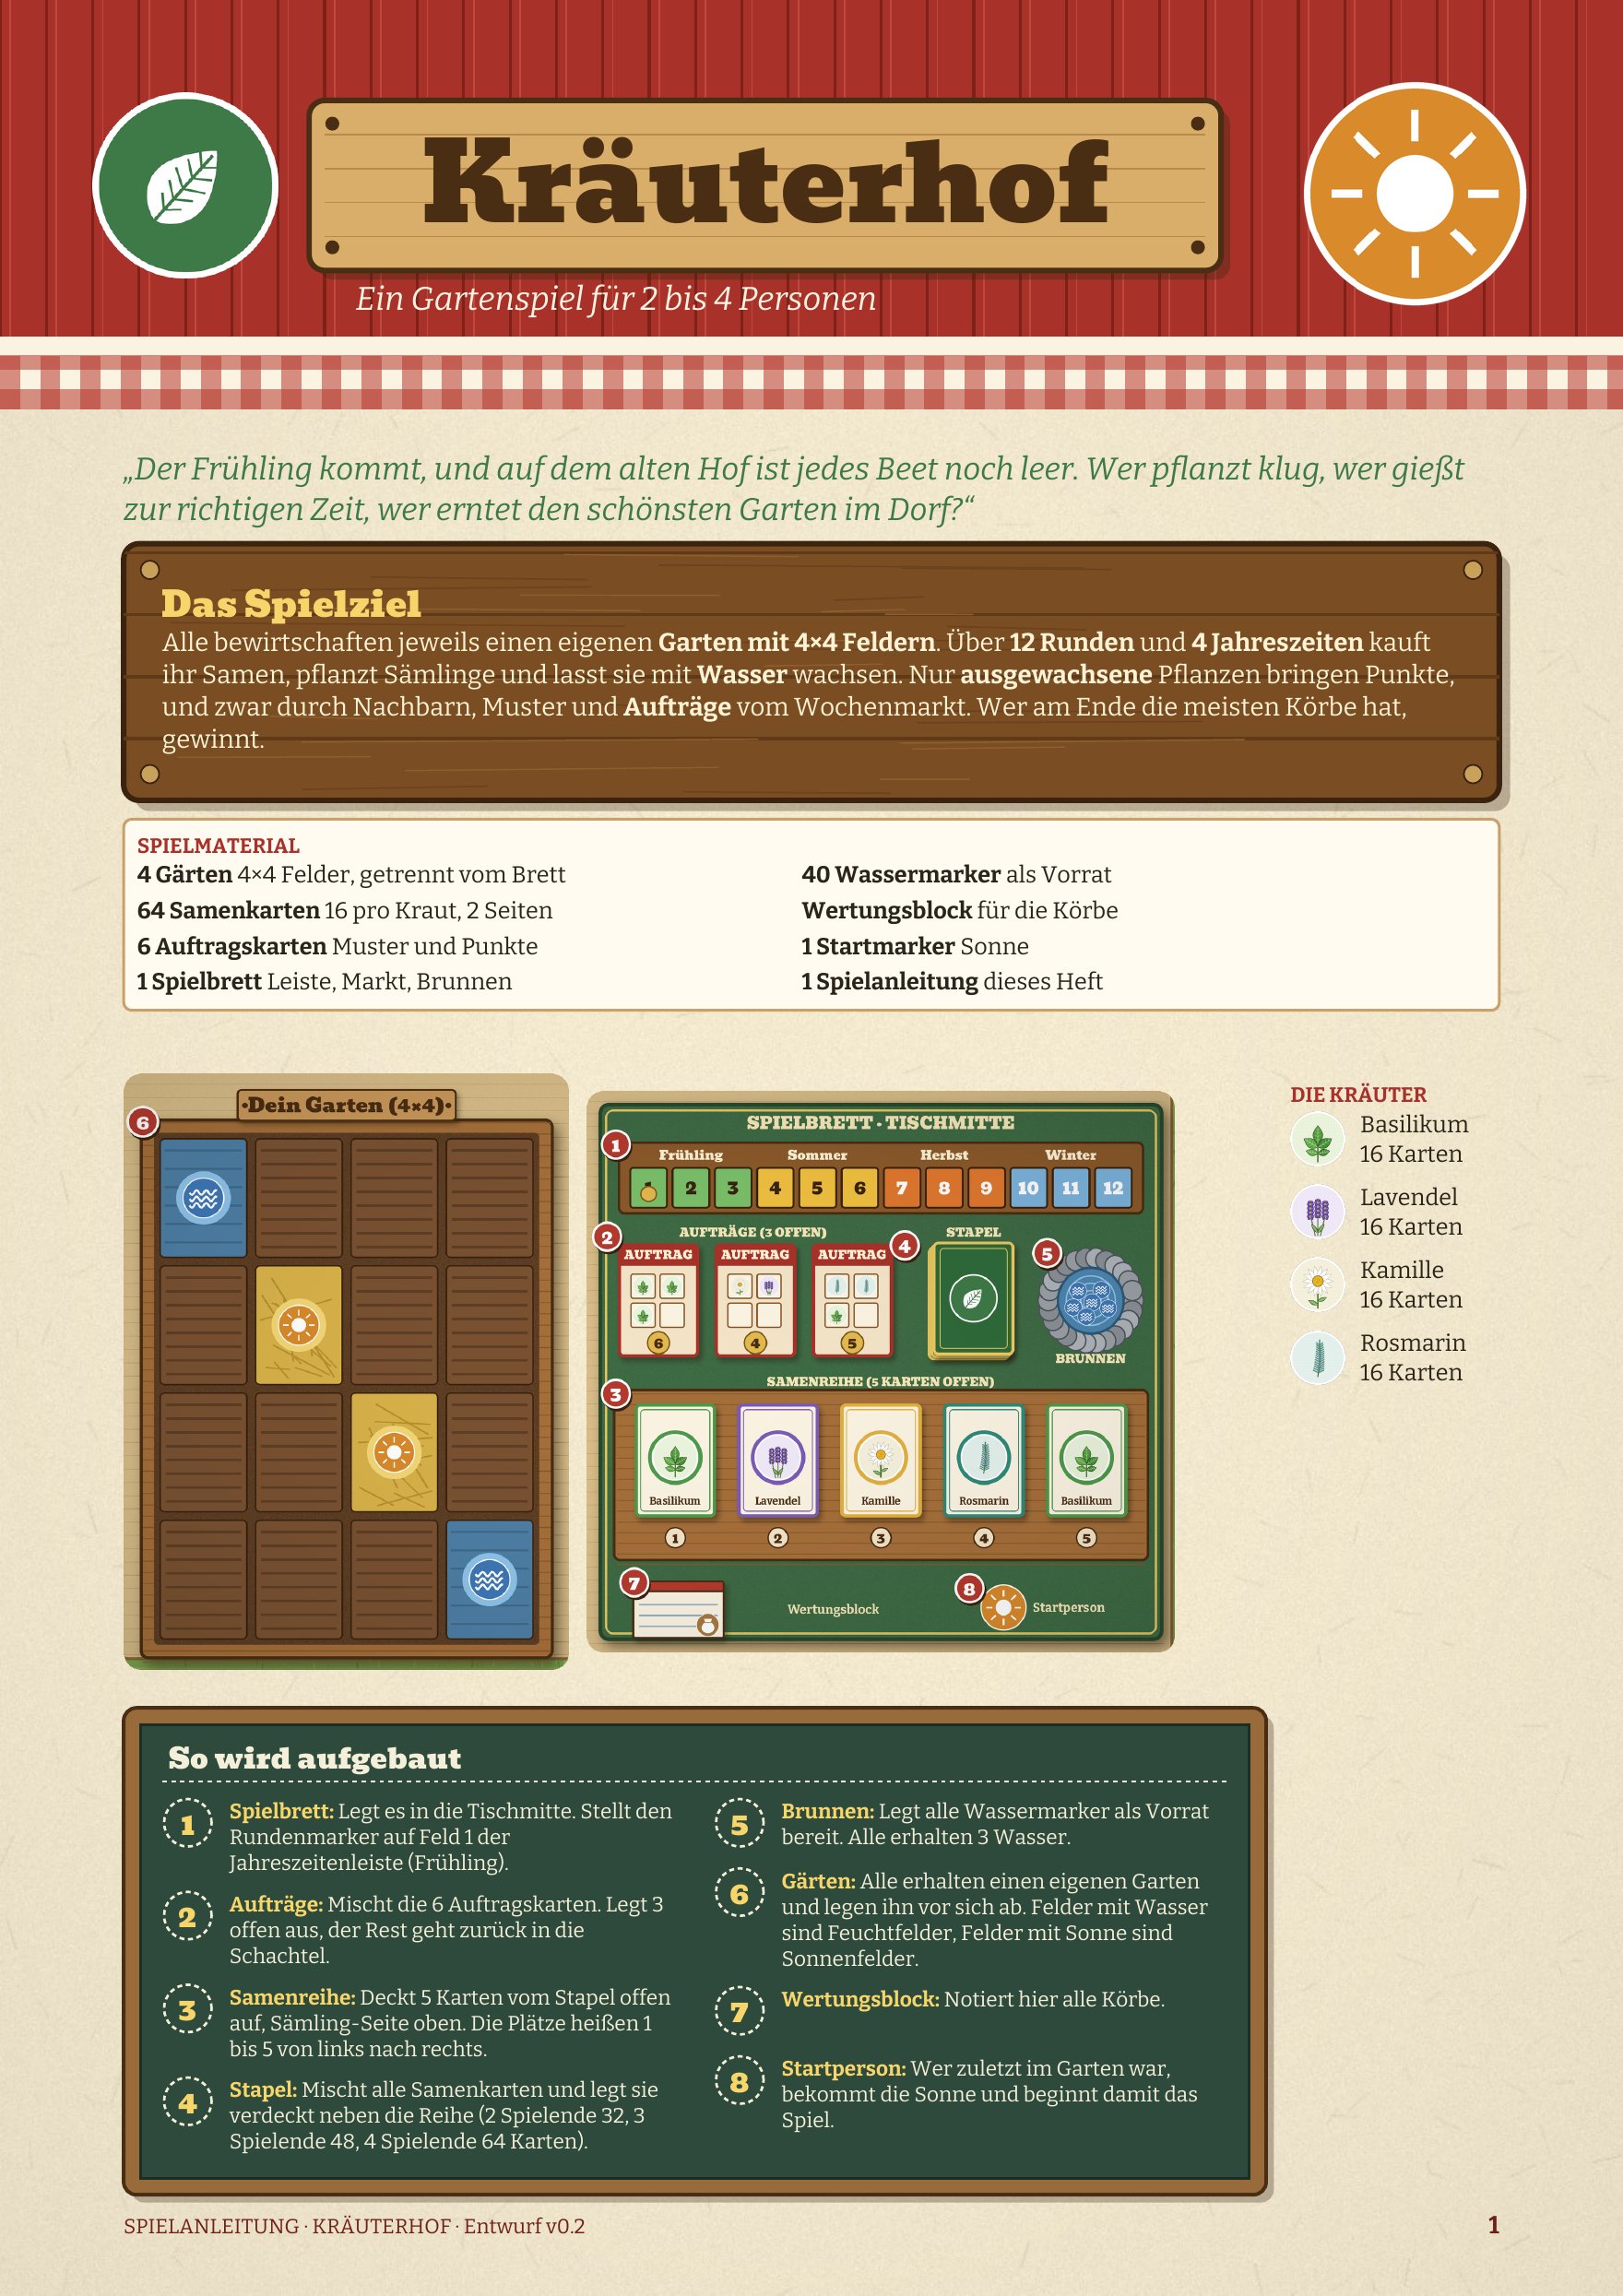 Kräuterhof
Ein Gartenspiel für 2 bis 4 Personen
„Der Frühling kommt, und auf dem alten Hof ist jedes Beet noch leer. Wer pflanzt klug, wer gießt
zur richtigen Zeit, wer erntet den schönsten Garten im Dorf?“
Das Spielziel
Alle bewirtschaften jeweils einen eigenen Garten mit 4×4 Feldern. Über 12 Runden und 4 Jahreszeiten kauft
ihr Samen, pflanzt Sämlinge und lasst sie mit Wasser wachsen. Nur ausgewachsene Pflanzen bringen Punkte,
und zwar durch Nachbarn, Muster und Aufträge vom Wochenmarkt. Wer am Ende die meisten Körbe hat,
gewinnt.
SPIELMATERIAL
4 Gärten 4×4 Felder, getrennt vom Brett
64 Samenkarten 16 pro Kraut, 2 Seiten
6 Auftragskarten Muster und Punkte
1 Spielbrett Leiste, Markt, Brunnen
40 Wassermarker als Vorrat
Wertungsblock für die Körbe
1 Startmarker Sonne
1 Spielanleitung dieses Heft
6
·Dein Garten (4×4)·
SPIELBRETT · TISCHMITTE
1
Frühling Sommer Herbst Winter
2 3 4 5 6 7 8 9 10 11 12
2 AUFTRÄGE (3 OFFEN)
AUFTRAG AUFTRAG AUFTRAG
6 4 5
4 STAPEL
5
BRUNNEN
SAMENREIHE (5 KARTEN OFFEN)
3
Basilikum Lavendel Kamille Rosmarin Basilikum
1 2 3 4 5
7 Wertungsblock
8 Startperson
DIE KRÄUTER
Basilikum
16 Karten
Lavendel
16 Karten
Kamille
16 Karten
Rosmarin
16 Karten
So wird aufgebaut
1
Spielbrett: Legt es in die Tischmitte. Stellt den
Rundenmarker auf Feld 1 der
Jahreszeitenleiste (Frühling).
2
Aufträge: Mischt die 6 Auftragskarten. Legt 3
offen aus, der Rest geht zurück in die
Schachtel.
3
Samenreihe: Deckt 5 Karten vom Stapel offen
auf, Sämling-Seite oben. Die Plätze heißen 1
bis 5 von links nach rechts.
4
Stapel: Mischt alle Samenkarten und legt sie
verdeckt neben die Reihe (2 Spielende 32, 3
Spielende 48, 4 Spielende 64 Karten).
5
Brunnen: Legt alle Wassermarker als Vorrat
bereit. Alle erhalten 3 Wasser.
6
Gärten: Alle erhalten einen eigenen Garten
und legen ihn vor sich ab. Felder mit Wasser
sind Feuchtfelder, Felder mit Sonne sind
Sonnenfelder.
7
Wertungsblock: Notiert hier alle Körbe.
8
Startperson: Wer zuletzt im Garten war,
bekommt die Sonne und beginnt damit das
Spiel.
SPIELANLEITUNG · KRÄUTERHOF · Entwurf v0.2
1